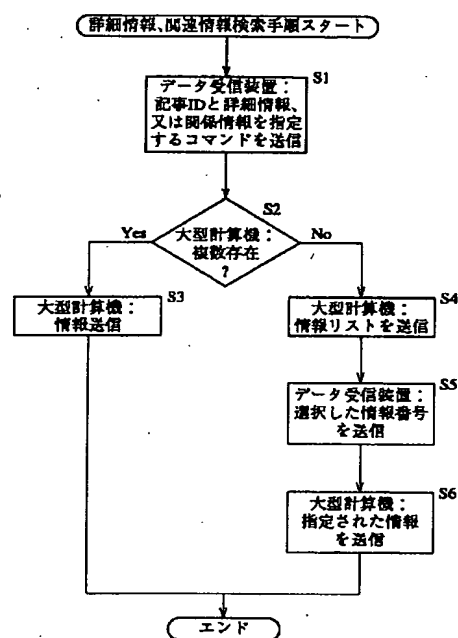 詳細情報、関連情報検索手順スタート
S1
データ受信装置：
記事IDと詳細情報、
又は関係情報を指定
するコマンドを送信
S2
大型計算機：
複数存在
？
Yes
No
S3
大型計算機：
情報送信
S4
大型計算機：
情報リストを送信
S5
データ受信装置：
選択した情報番号
を送信
S6
大型計算機：
指定された情報
を送信
エンド